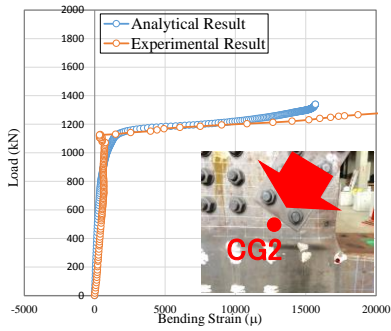 2000
1800
1600
1400
1200
1000
800
600
400
200
0
Load (kN)
Analytical Result
Experimental Result
CG2
-5000 0 5000 10000 15000 20000
Bending Strain (μ)